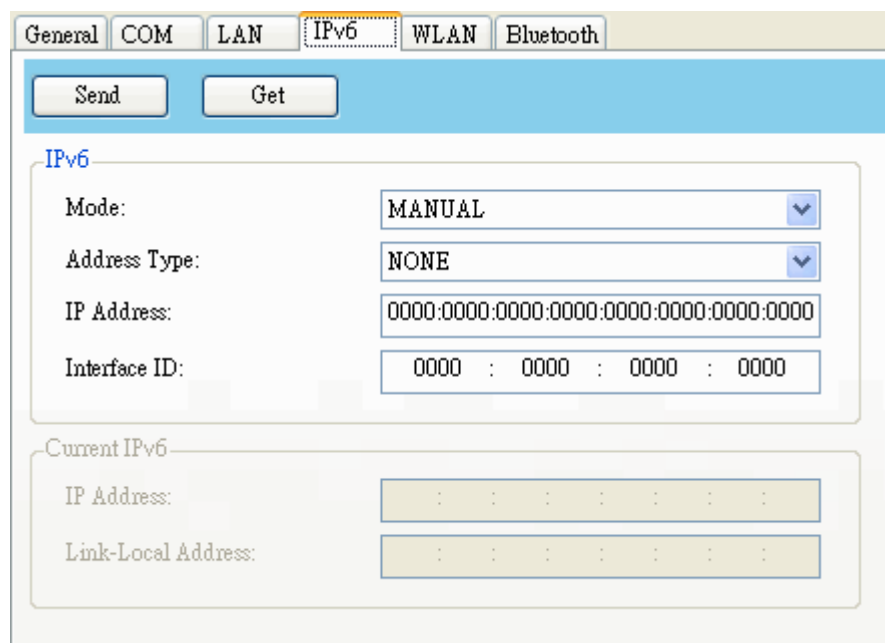 General COM LAN IPv6 WLAN Bluetooth
Send Get
IPv6
Mode: MANUAL
Address Type: NONE
IP Address: 0000:0000:0000:0000:0000:0000:0000:0000
Interface ID: 0000 : 0000 : 0000 : 0000
Current IPv6
IP Address: : : : : : : :
Link-Local Address: : : : : : : :